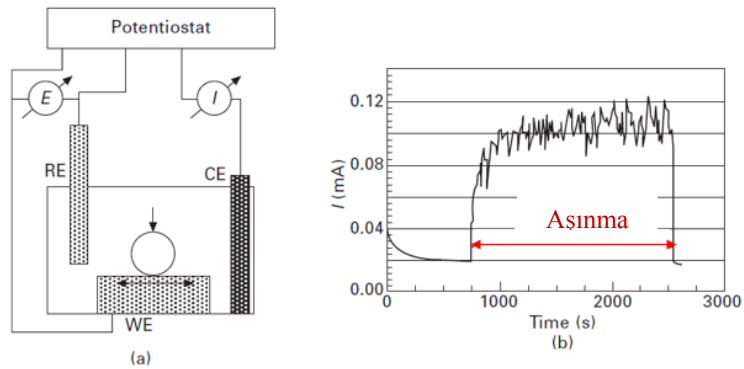 Potentiostat
E
I
RE
CE
WE
(a)
I (mA)
0.12
0.08
0.04
0.00
Aşınma
0
1000
2000
3000
Time (s)
(b)